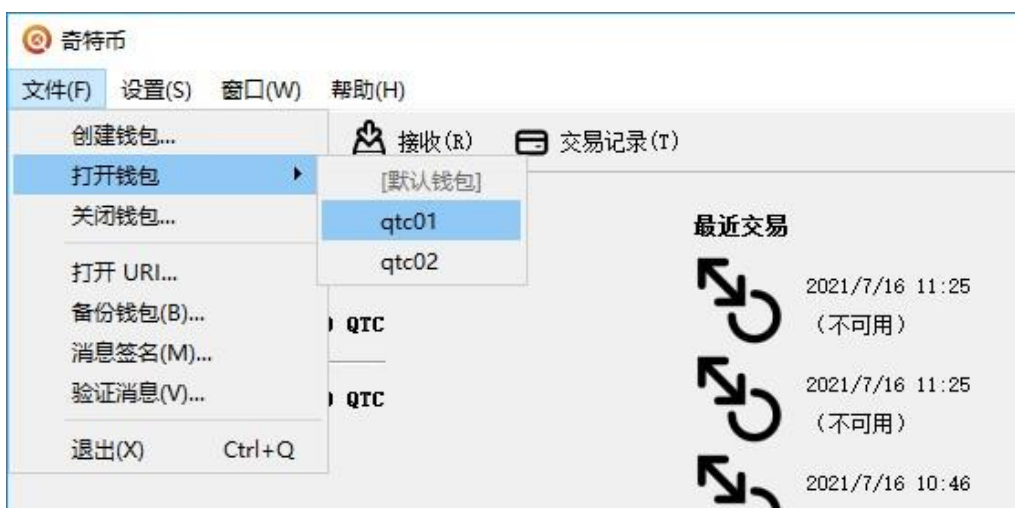 奇特币
文件(F) 设置(S) 窗口(W) 帮助(H)
接收(R) 交易记录(T)
创建钱包...
打开钱包
关闭钱包...
打开 URI...
备份钱包(B)...
消息签名(M)...
验证消息(V)...
退出(X) Ctrl+Q
[默认钱包]
qtc01
qtc02
QTC
QTC
最近交易
2021/7/16 11:25
(不可用)
2021/7/16 11:25
(不可用)
2021/7/16 10:46